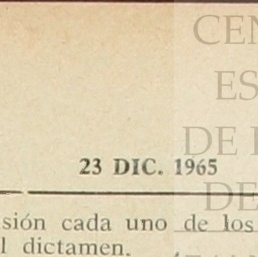 CEN
ES
DE
23 DIC. 1965
DE
sión cada uno de los
l dictamen.